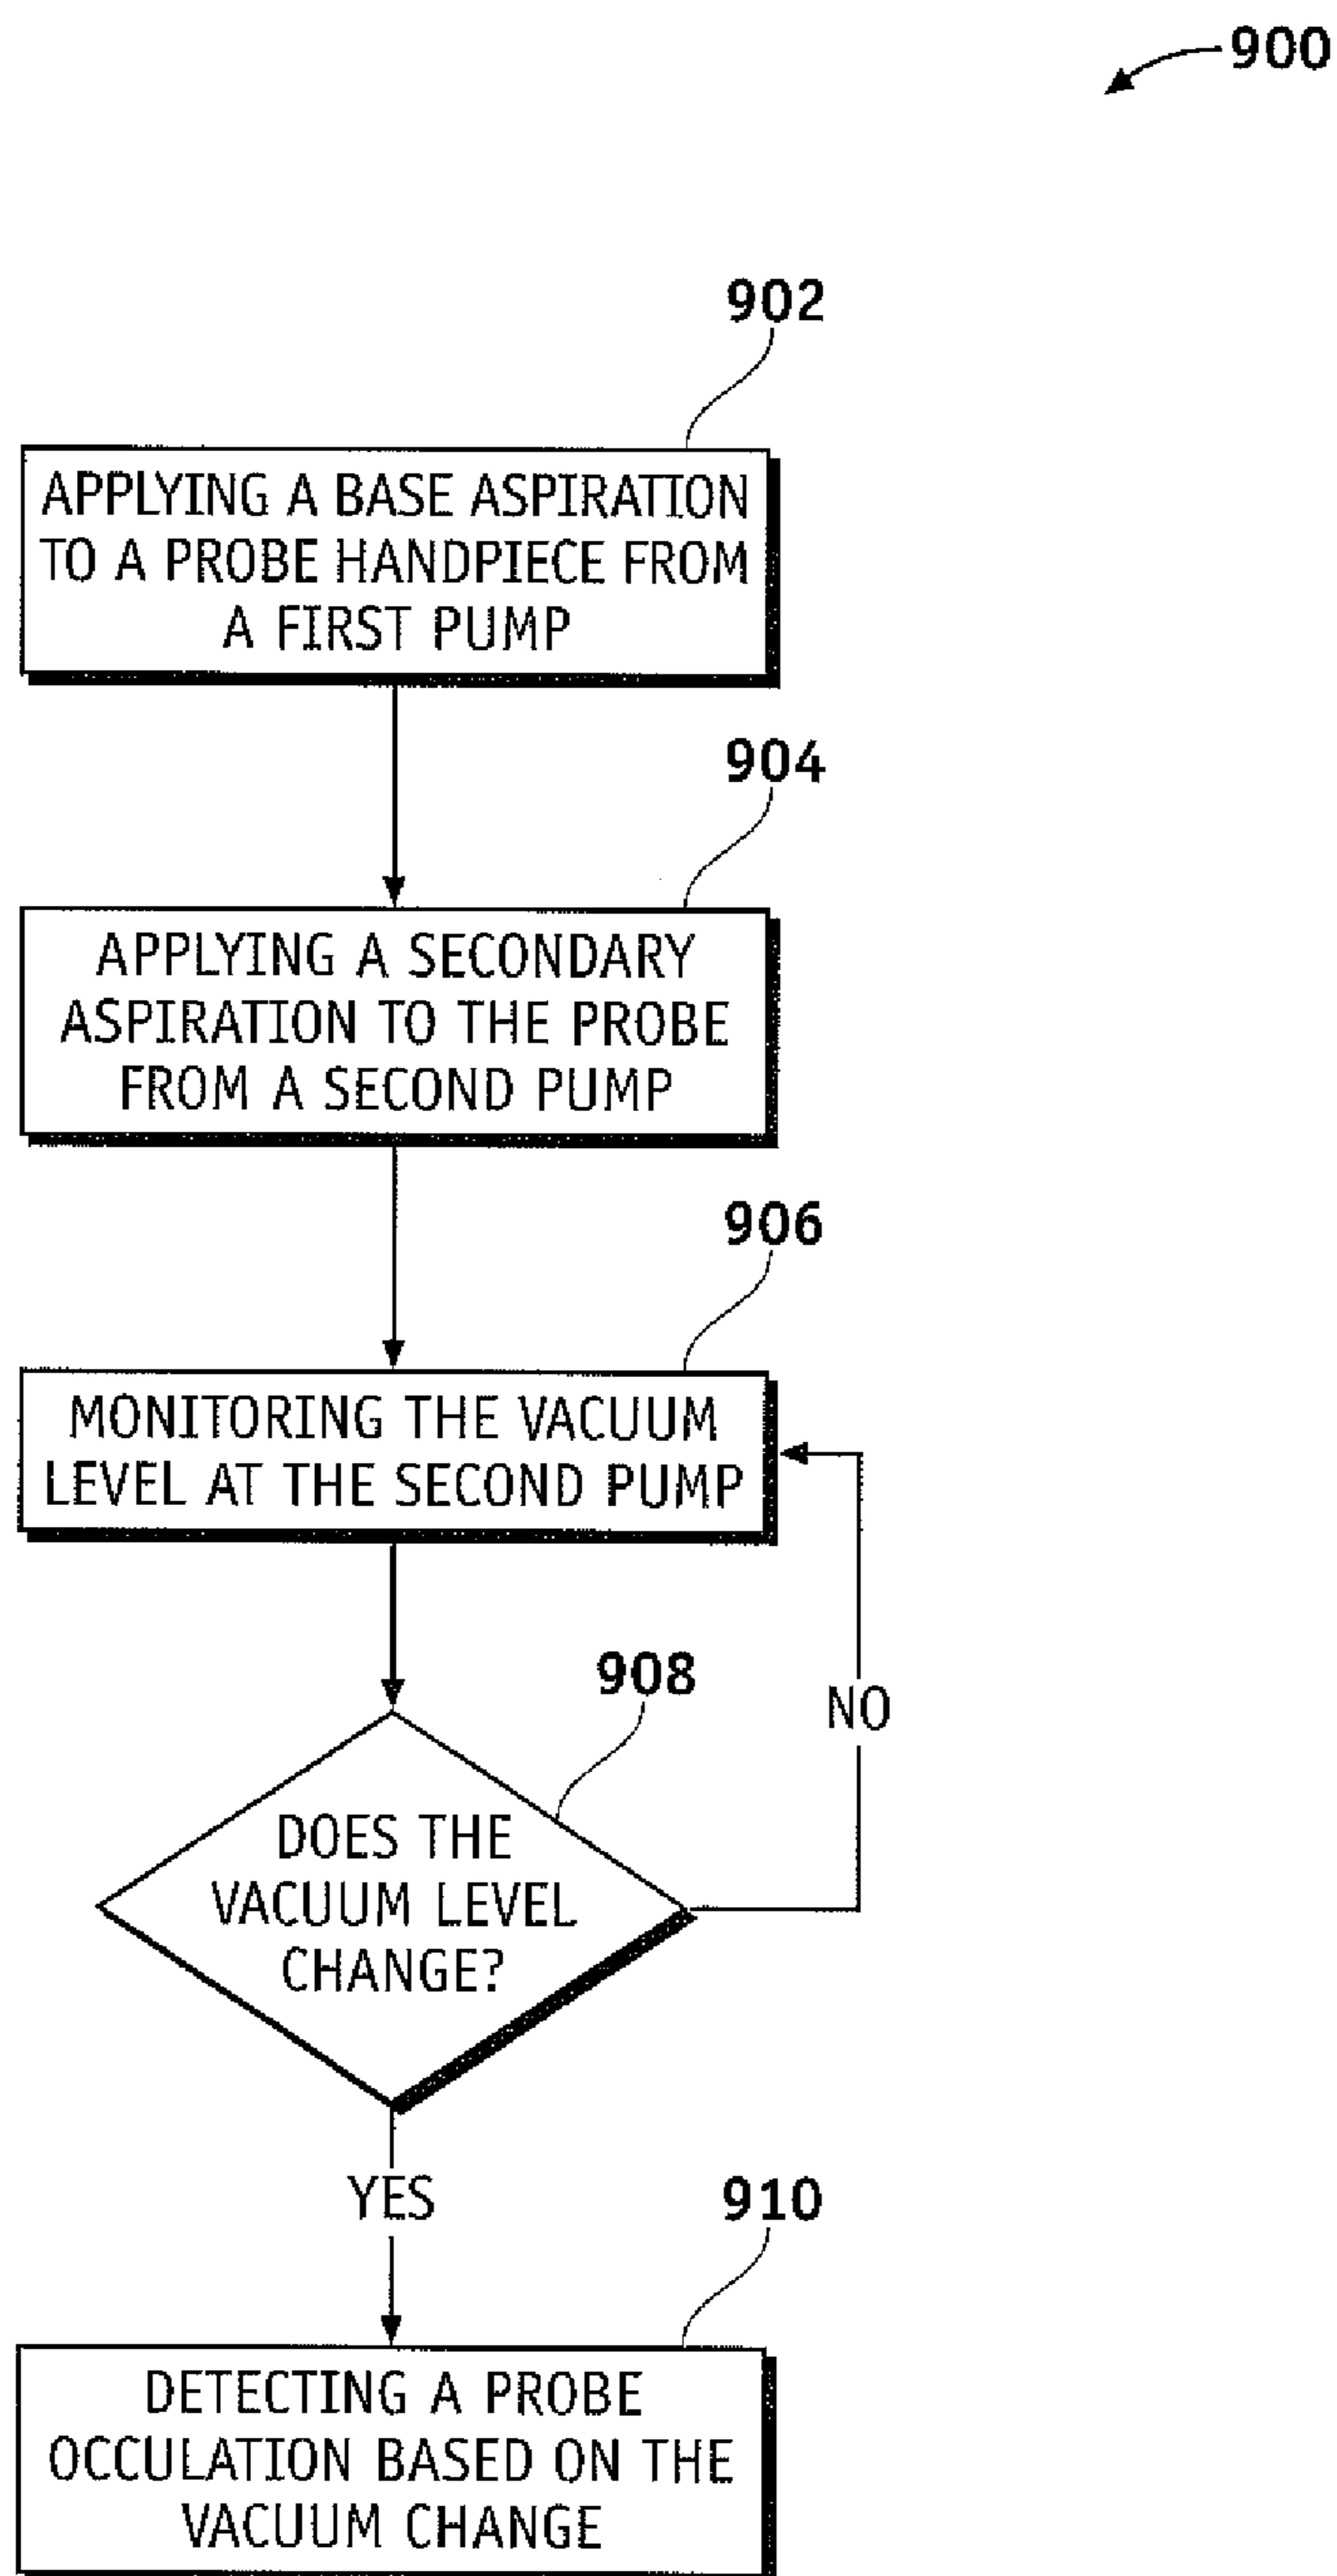 900
902
APPLYING A BASE ASPIRATION
TO A PROBE HANDPIECE FROM
A FIRST PUMP
904
APPLYING A SECONDARY
ASPIRATION TO THE PROBE
FROM A SECOND PUMP
906
MONITORING THE VACUUM
LEVEL AT THE SECOND PUMP
908
NO
DOES THE
VACUUM LEVEL
CHANGE?
YES
910
DETECTING A PROBE
OCCULATION BASED ON THE
VACUUM CHANGE